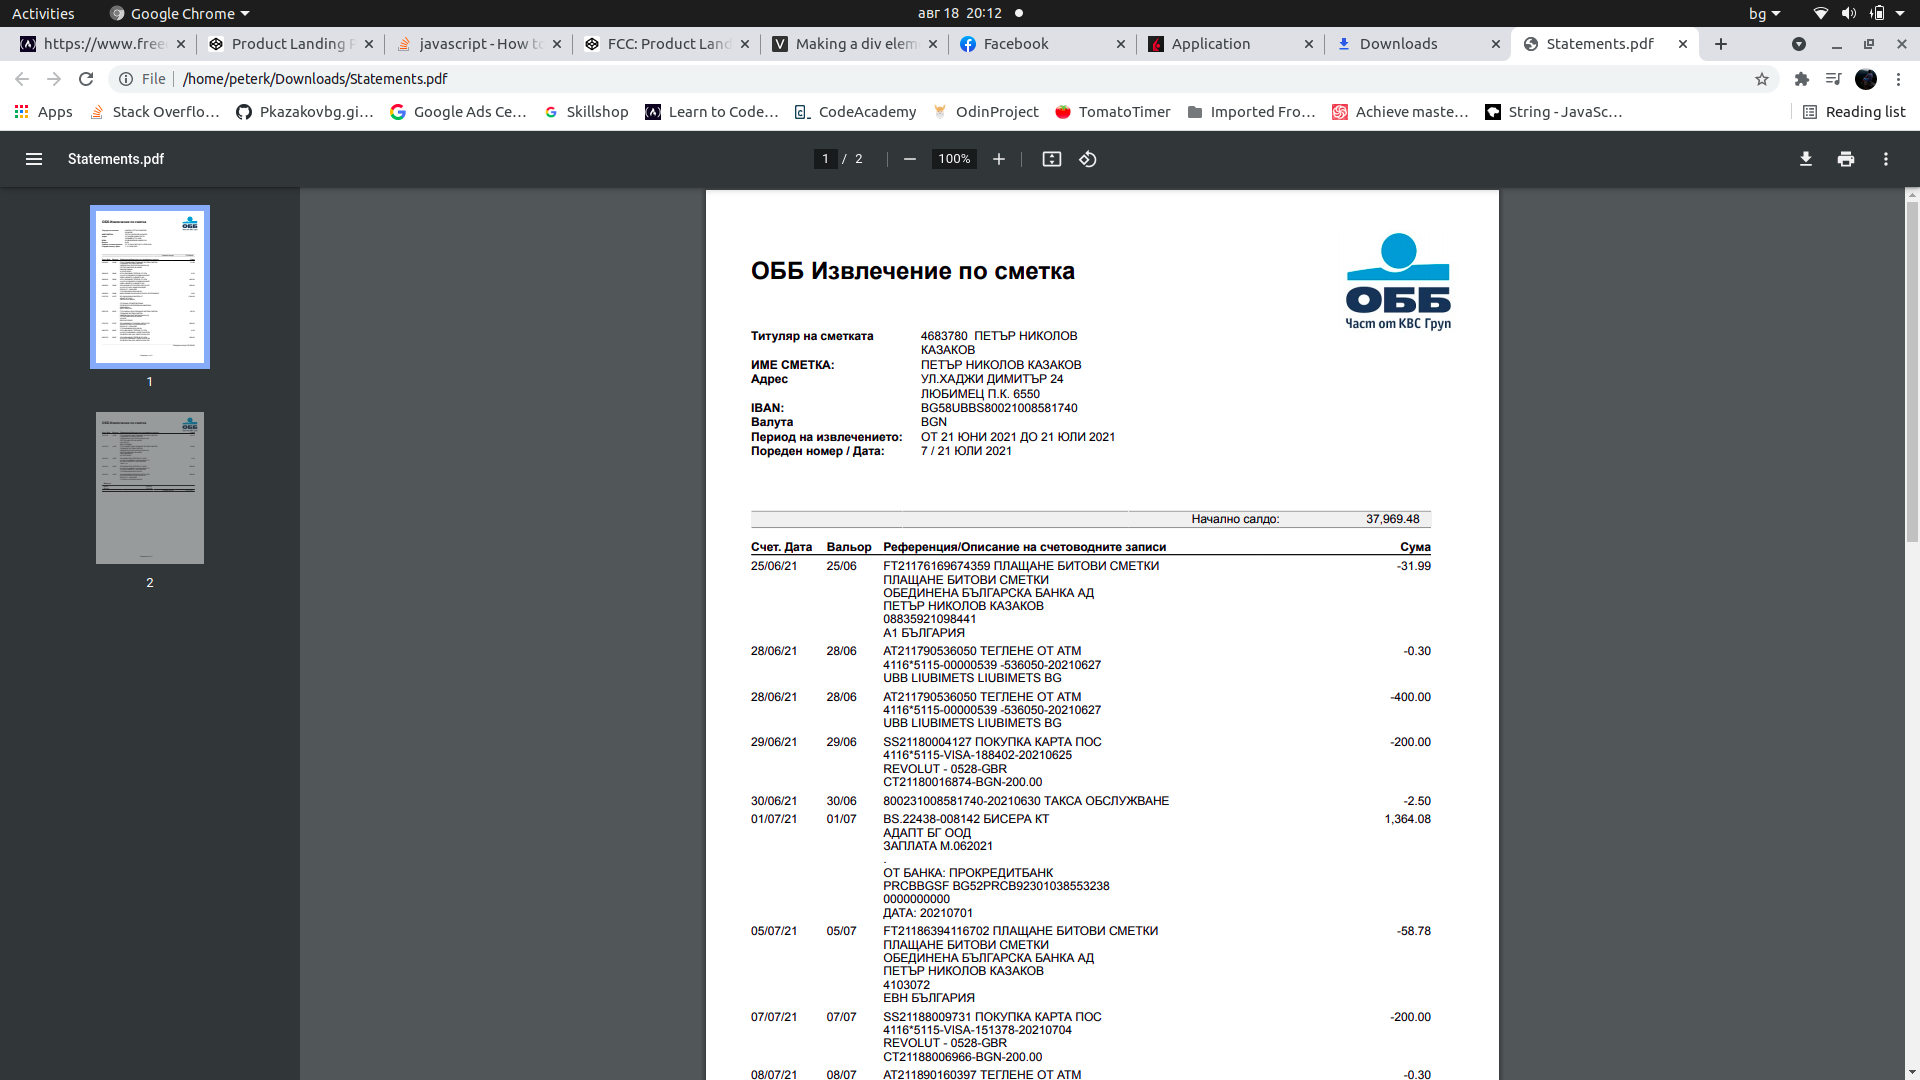 Activities
Google Chrome
авг 18 20:12
bg
https://www.free
Product Landing P
javascript - How to
FCC: Product Land
Making a div elem
Facebook
Application
Downloads
Statements.pdf
File
/home/peterk/Downloads/Statements.pdf
Apps
Stack Overflo...
Pkazakovbg.gi...
Google Ads Ce...
Skillshop
Learn to Code...
CodeAcademy
OdinProject
TomatoTimer
Imported Fro...
Achieve maste...
String - JavaSc...
Reading list
Statements.pdf
1 / 2
100%
1
2
ОББ Извлечение по сметка
ОББ
Част от KBC Груп
Титуляр на сметката 4683780 ПЕТЪР НИКОЛОВ
КАЗАКОВ
ИМЕ СМЕТКА: ПЕТЪР НИКОЛОВ КАЗАКОВ
Адрес УЛ.ХАДЖИ ДИМИТЪР 24
ЛЮБИМЕЦ П.К. 6550
IBAN: BG58UBBS80021008581740
Валута BGN
Период на извлечението: ОТ 21 ЮНИ 2021 ДО 21 ЮЛИ 2021
Пореден номер / Дата: 7 / 21 ЮЛИ 2021
Начално салдо: 37,969.48
Счет. Дата Вальор Референция/Описание на счетоводните записи Сума
25/06/21 25/06 FT21176169674359 ПЛАЩАНЕ БИТОВИ СМЕТКИ -31.99
ПЛАЩАНЕ БИТОВИ СМЕТКИ
ОБЕДИНЕНА БЪЛГАРСКА БАНКА АД
ПЕТЪР НИКОЛОВ КАЗАКОВ
08835921098441
А1 БЪЛГАРИЯ
28/06/21 28/06 AT211790536050 ТЕГЛЕНЕ ОТ АТМ -0.30
4116*5115-00000539 -536050-20210627
UBB LIUBIMETS LIUBIMETS BG
28/06/21 28/06 AT211790536050 ТЕГЛЕНЕ ОТ АТМ -400.00
4116*5115-00000539 -536050-20210627
UBB LIUBIMETS LIUBIMETS BG
29/06/21 29/06 SS21180004127 ПОКУПКА КАРТА ПОС -200.00
4116*5115-VISA-188402-20210625
REVOLUT - 0528-GBR
CT21180016874-BGN-200.00
30/06/21 30/06 800231008581740-20210630 ТАКСА ОБСЛУЖВАНЕ -2.50
01/07/21 01/07 BS.22438-008142 БИСЕРА КТ 1,364.08
АДАПТ БГ ООД
ЗАПЛАТА М.062021
.
ОТ БАНКА: ПРОКРЕДИТБАНК
PRCBBGSF BG52PRCB92301038553238
0000000000
ДАТА: 20210701
05/07/21 05/07 FT21186394116702 ПЛАЩАНЕ БИТОВИ СМЕТКИ -58.78
ПЛАЩАНЕ БИТОВИ СМЕТКИ
ОБЕДИНЕНА БЪЛГАРСКА БАНКА АД
ПЕТЪР НИКОЛОВ КАЗАКОВ
4103072
ЕВН БЪЛГАРИЯ
07/07/21 07/07 SS21188009731 ПОКУПКА КАРТА ПОС -200.00
4116*5115-VISA-151378-20210704
REVOLUT - 0528-GBR
CT21188006966-BGN-200.00
08/07/21 08/07 AT211890160397 ТЕГЛЕНЕ ОТ АТМ -0.30